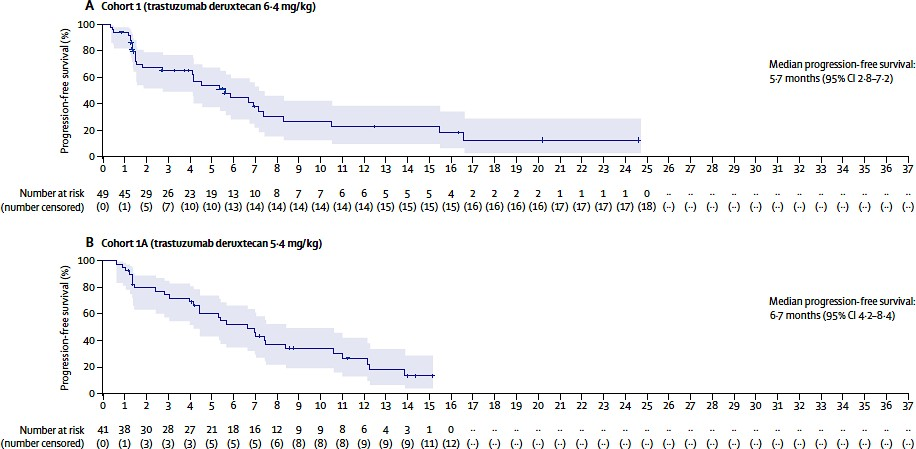 A Cohort 1 (trastuzumab deruxtecan 6·4 mg/kg)
Progression-free survival (%)
100
80
60
40
20
0
Median progression-free survival:
5·7 months (95% CI 2·8–7·2)
0 1 2 3 4 5 6 7 8 9 10 11 12 13 14 15 16 17 18 19 20 21 22 23 24 25 26 27 28 29 30 31 32 33 34 35 36 37
Number at risk 49 45 29 26 23 19 13 10 8 7 7 6 6 5 5 5 4 2 2 2 2 1 1 1 1 0 ·· ·· ·· ·· ·· ·· ·· ·· ·· ·· ·· ··
(number censored) (0) (1) (5) (7) (10) (10) (13) (14) (14) (14) (14) (14) (14) (15) (15) (15) (15) (16) (16) (16) (16) (17) (17) (17) (17) (18) (··) (··) (··) (··) (··) (··) (··) (··) (··) (··) (··) (··)
B Cohort 1A (trastuzumab deruxtecan 5·4 mg/kg)
Progression-free survival (%)
100
80
60
40
20
0
Median progression-free survival:
6·7 months (95% CI 4·2–8·4)
0 1 2 3 4 5 6 7 8 9 10 11 12 13 14 15 16 17 18 19 20 21 22 23 24 25 26 27 28 29 30 31 32 33 34 35 36 37
Number at risk 41 38 30 28 27 21 18 16 12 9 9 8 6 4 3 1 0 ·· ·· ·· ·· ·· ·· ·· ·· ·· ·· ·· ·· ·· ·· ·· ·· ·· ·· ·· ·· ··
(number censored) (0) (1) (3) (3) (3) (5) (5) (5) (6) (8) (8) (8) (9) (9) (9) (11) (12) (··) (··) (··) (··) (··) (··) (··) (··) (··) (··) (··) (··) (··) (··) (··) (··) (··) (··) (··) (··) (··)